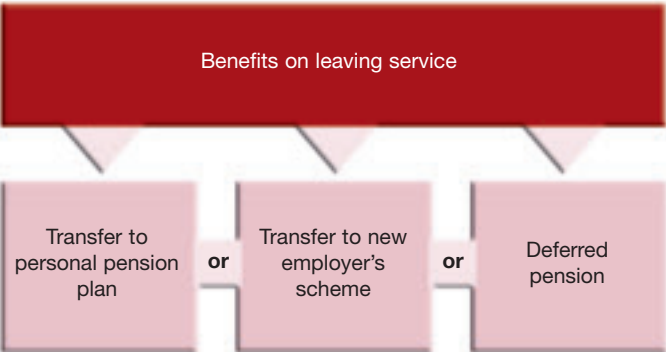 Benefits on leaving service
Transfer to
personal pension
plan
or
Transfer to new
employer's
scheme
or
Deferred
pension